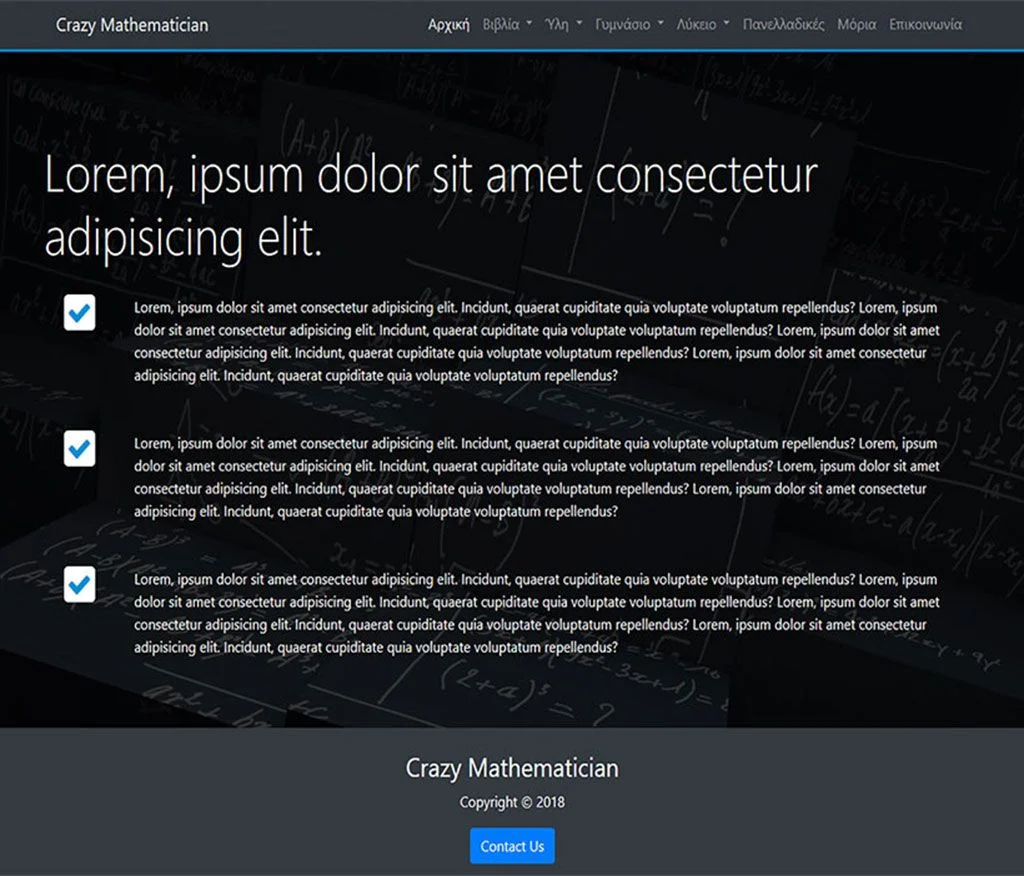 Crazy Mathematician
Αρχική Βιβλία Ύλη Γυμνάσιο Λύκειο Πανελλαδικές Μόρια Επικοινωνία
Lorem, ipsum dolor sit amet consectetur
adipisicing elit.
Lorem, ipsum dolor sit amet consectetur adipisicing elit. Incidunt, quaerat cupiditate quia voluptate voluptatum repellendus? Lorem, ipsum
dolor sit amet consectetur adipisicing elit. Incidunt, quaerat cupiditate quia voluptate voluptatum repellendus? Lorem, ipsum dolor sit amet
consectetur adipisicing elit. Incidunt, quaerat cupiditate quia voluptate voluptatum repellendus? Lorem, ipsum dolor sit amet consectetur
adipisicing elit. Incidunt, quaerat cupiditate quia voluptate voluptatum repellendus?
Lorem, ipsum dolor sit amet consectetur adipisicing elit. Incidunt, quaerat cupiditate quia voluptate voluptatum repellendus? Lorem, ipsum
dolor sit amet consectetur adipisicing elit. Incidunt, quaerat cupiditate quia voluptate voluptatum repellendus? Lorem, ipsum dolor sit amet
consectetur adipisicing elit. Incidunt, quaerat cupiditate quia voluptate voluptatum repellendus? Lorem, ipsum dolor sit amet consectetur
adipisicing elit. Incidunt, quaerat cupiditate quia voluptate voluptatum repellendus?
Lorem, ipsum dolor sit amet consectetur adipisicing elit. Incidunt, quaerat cupiditate quia voluptate voluptatum repellendus? Lorem, ipsum
dolor sit amet consectetur adipisicing elit. Incidunt, quaerat cupiditate quia voluptate voluptatum repellendus? Lorem, ipsum dolor sit amet
consectetur adipisicing elit. Incidunt, quaerat cupiditate quia voluptate voluptatum repellendus? Lorem, ipsum dolor sit amet consectetur
adipisicing elit. Incidunt, quaerat cupiditate quia voluptate voluptatum repellendus?
Crazy Mathematician
Copyright © 2018
Contact Us